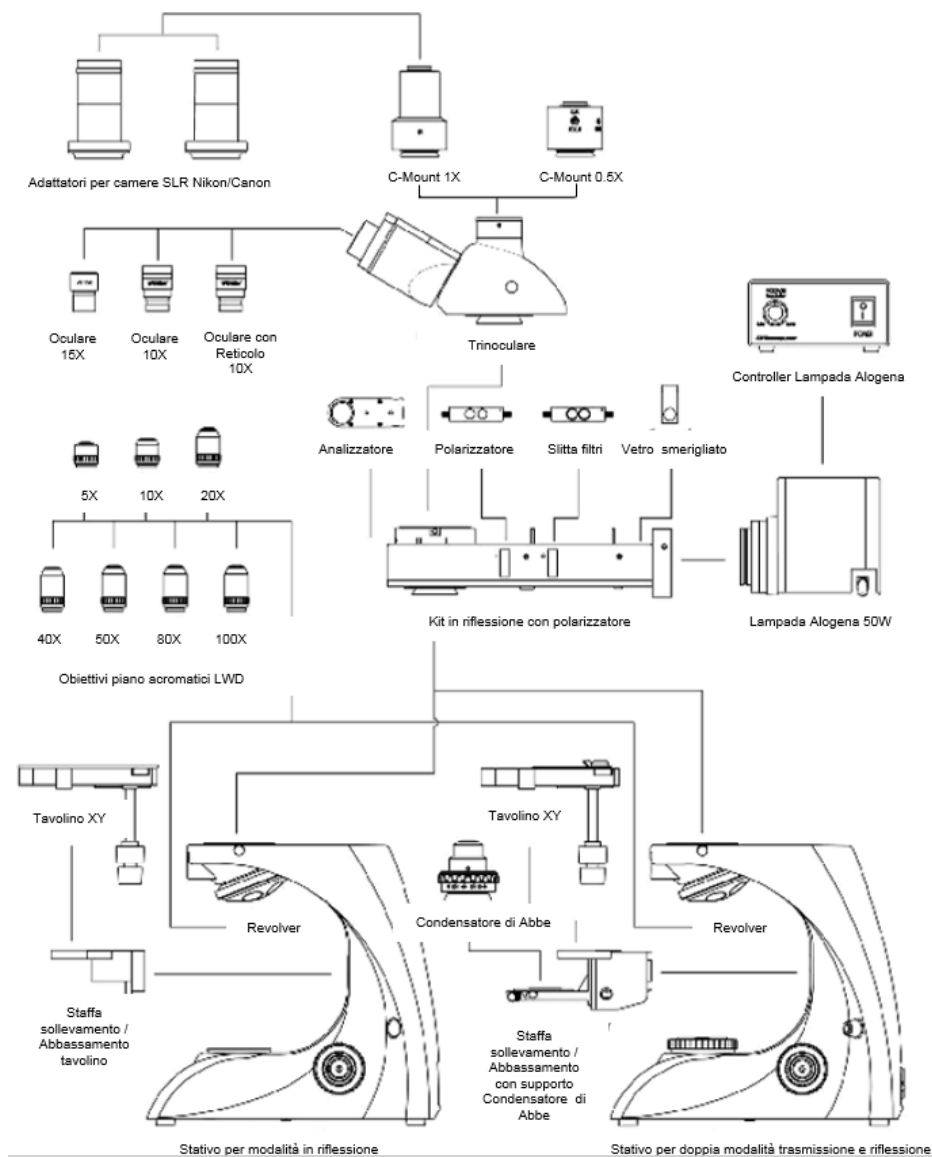 Adattatori per camere SLR Nikon/Canon
C-Mount 1X
C-Mount 0.5X
Oculare
15X
Oculare
10X
Oculare con
Reticolo
10X
Trinoculare
POWER
Controller Lampada Alogena
Analizzatore
Polarizzatore
Slitta filtri
Vetro smerigliato
5X
10X
20X
40X
50X
80X
100X
Obiettivi piano acromatici LWD
Kit in riflessione con polarizzatore
Lampada Alogena 50W
Tavolino XY
Tavolino XY
Revolver
Condensatore di Abbe
Revolver
Staffa
sollevamento /
Abbassamento
tavolino
Staffa
sollevamento /
Abbassamento
con supporto
Condensatore di
Abbe
Stativo per modalità in riflessione
Stativo per doppia modalità trasmissione e riflessione